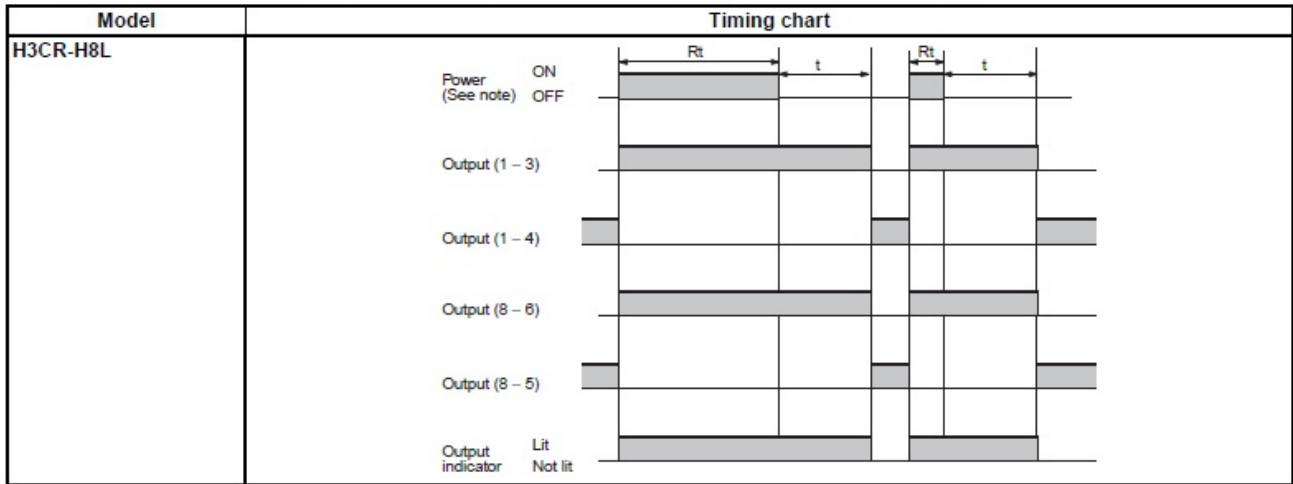 Model Timing chart
H3CR-H8L
Rt t Rt t
Power ON
(See note) OFF
Output (1 – 3)
Output (1 – 4)
Output (8 – 6)
Output (8 – 5)
Output Lit
indicator Not lit